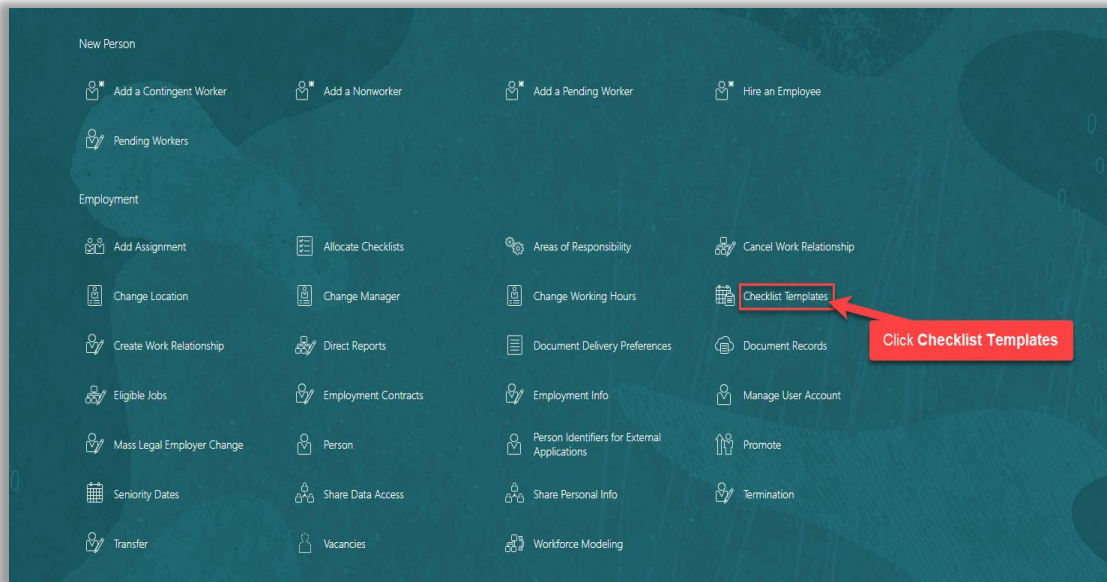 New Person
Add a Contingent Worker
Add a Nonworker
Add a Pending Worker
Hire an Employee
Pending Workers
Employment
Add Assignment
Allocate Checklists
Areas of Responsibility
Cancel Work Relationship
Change Location
Change Manager
Change Working Hours
Checklist Templates
Click Checklist Templates
Create Work Relationship
Direct Reports
Document Delivery Preferences
Document Records
Eligible Jobs
Employment Contracts
Employment Info
Manage User Account
Mass Legal Employer Change
Person
Person Identifiers for External
Applications
Promote
Seniority Dates
Share Data Access
Share Personal Info
Termination
Transfer
Vacancies
Workforce Modeling